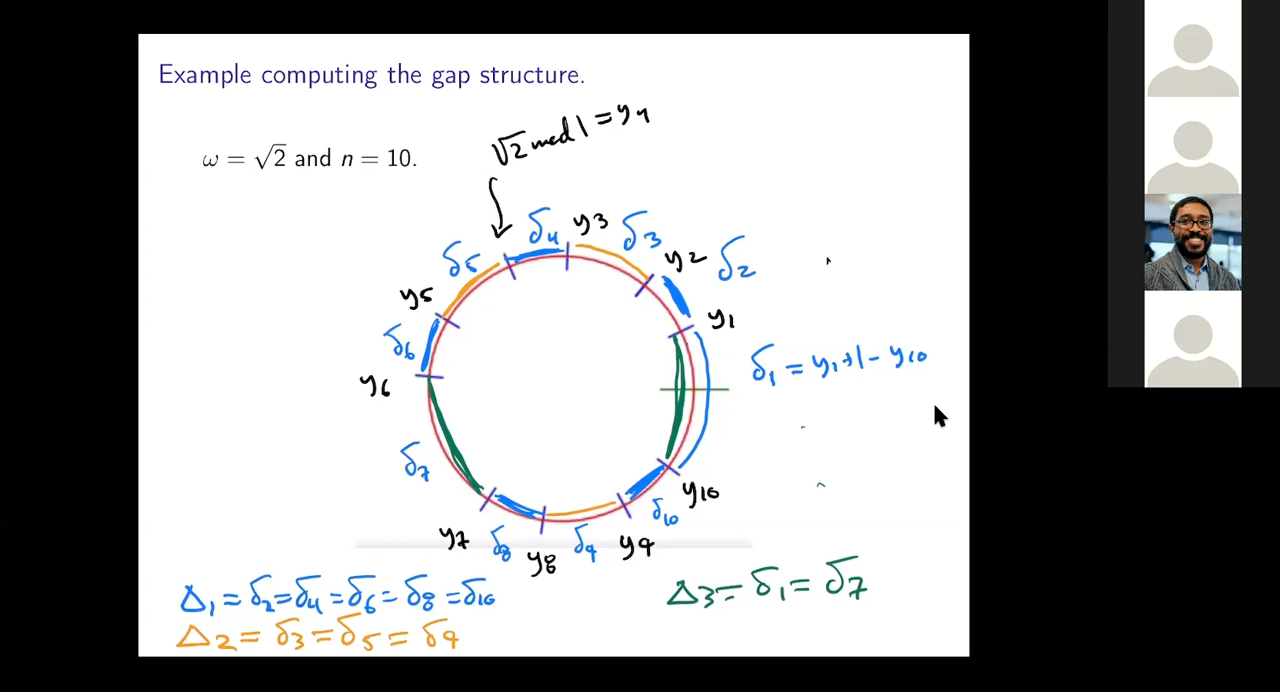 Example computing the gap structure.
√2 mod 1 = y4
ω = √2 and n = 10.
δ4
y3
δ3
δ5
y2
δ2
y5
y1
δ6
δ1 = y1+1 − y10
y6
δ7
y10
δ10
y7
δ8
y8
δ9
y9
Δ1 = δ2 = δ4 = δ6 = δ8 = δ10
Δ3 = δ1 = δ7
Δ2 = δ3 = δ5 = δ9